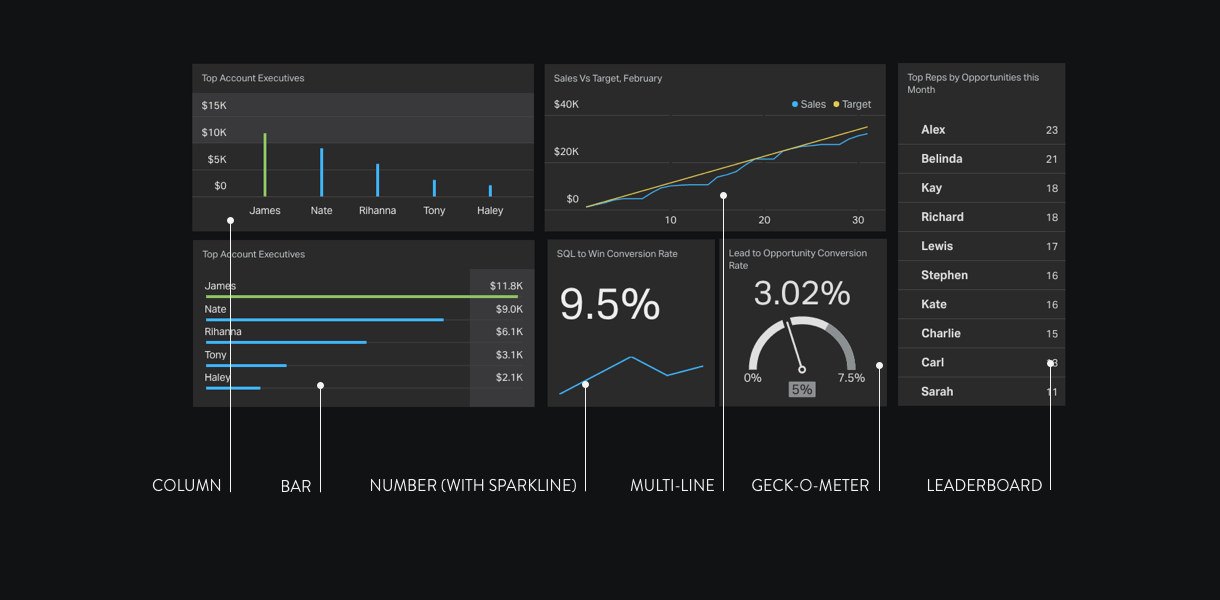 Top Account Executives
$15K
$10K
$5K
$0
James Nate Rihanna Tony Haley
Sales Vs Target, February
$40K
Sales Target
$20K
$0
10 20 30
Top Reps by Opportunities this
Month
Alex 23
Belinda 21
Kay 18
Richard 18
Lewis 17
Stephen 16
Kate 16
Charlie 15
Carl
Sarah 11
Top Account Executives
James $11.8K
Nate $9.0K
Rihanna $6.1K
Tony $3.1K
Haley $2.1K
SQL to Win Conversion Rate
9.5%
Lead to Opportunity Conversion
Rate
3.02%
0% 7.5%
5%
COLUMN
BAR
NUMBER (WITH SPARKLINE)
MULTI-LINE
GECK-O-METER
LEADERBOARD